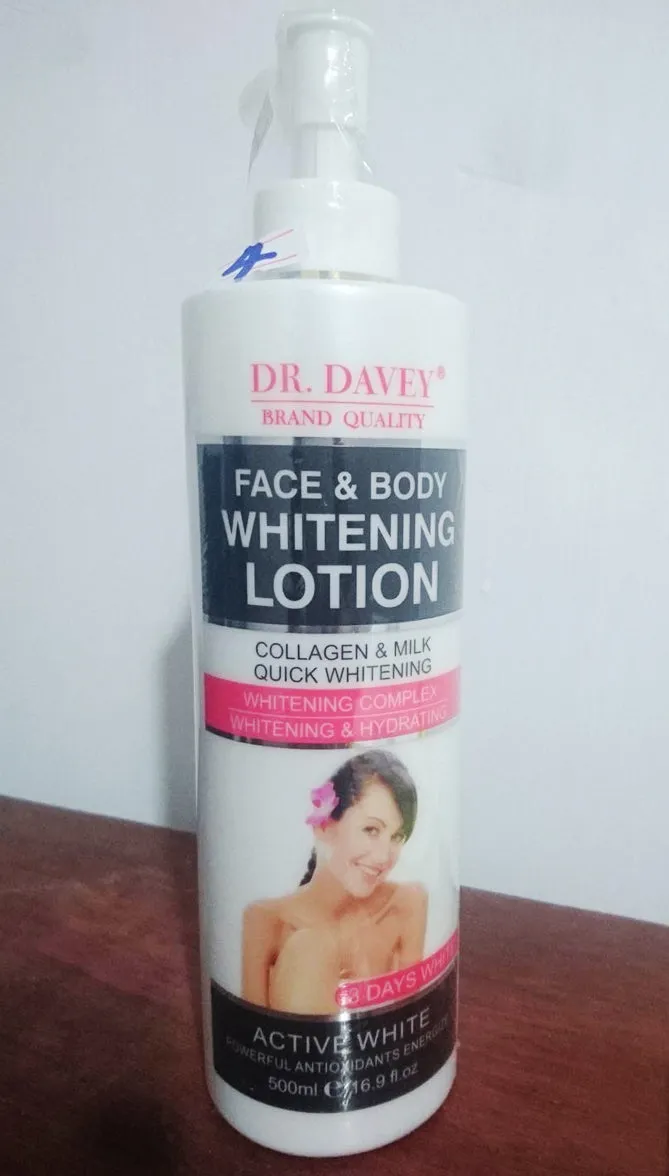 DR. DAVEY®
BRAND QUALITY
FACE & BODY
WHITENING
LOTION
COLLAGEN & MILK
QUICK WHITENING
WHITENING COMPLEX
WHITENING & HYDRATING
3 DAYS
ACTIVE WHITE
POWERFUL ANTIOXIDANTS
500ml ℮ 16.9 fl.oz